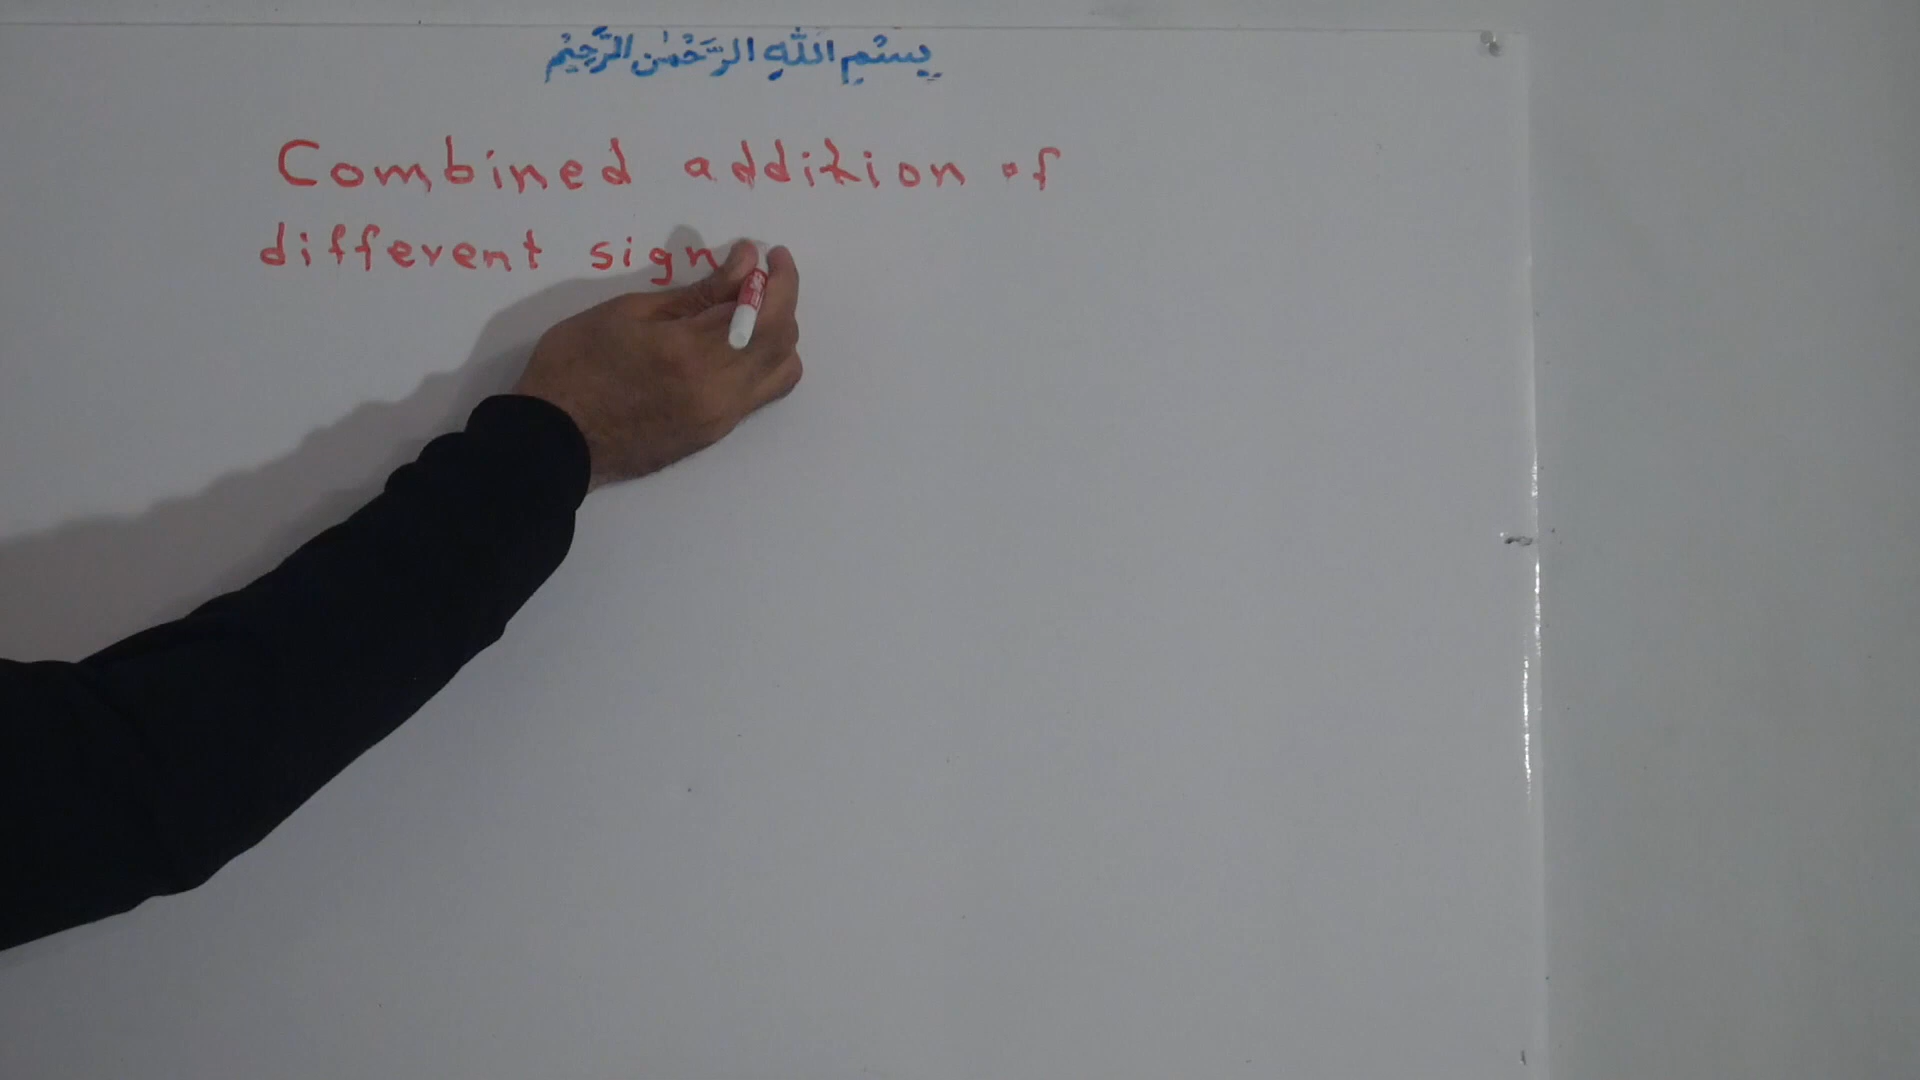 بِسْمِ اللّٰهِ الرَّحْمٰنِ الرَّحِيْمِ
Combined addition of
different sign